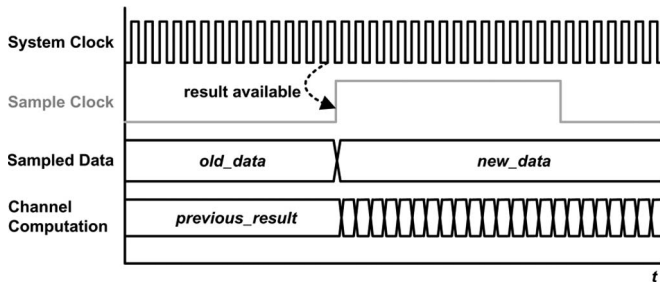 System Clock
Sample Clock
result available
Sampled Data
old_data
new_data
Channel
Computation
previous_result
t